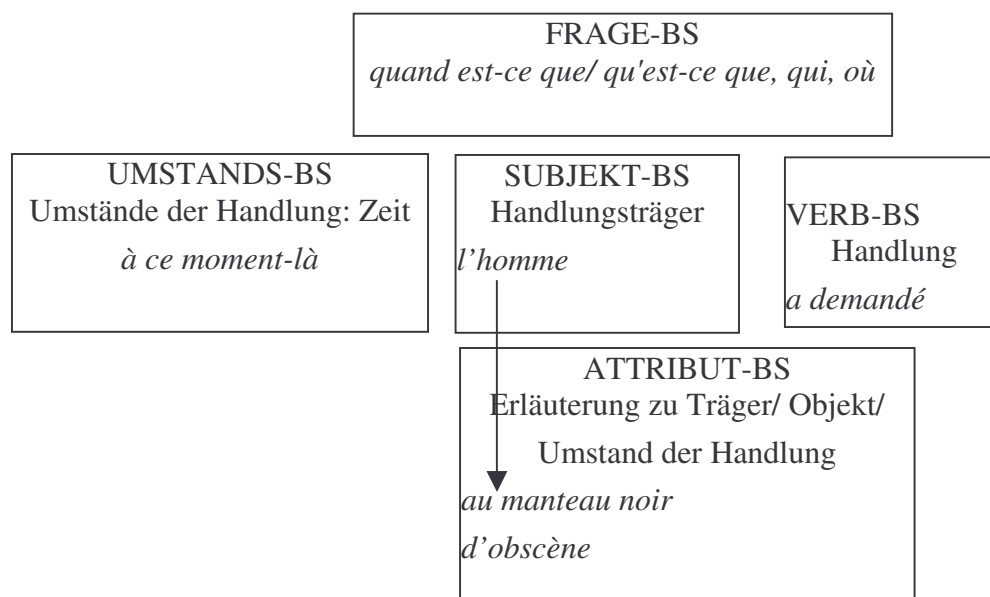 FRAGE-BS
quand est-ce que/ qu'est-ce que, qui, où
UMSTANDS-BS
Umstände der Handlung: Zeit
à ce moment-là
SUBJEKT-BS
Handlungsträger
l’homme
VERB-BS
Handlung
a demandé
ATTRIBUT-BS
Erläuterung zu Träger/ Objekt/
Umstand der Handlung
au manteau noir
d’obscène